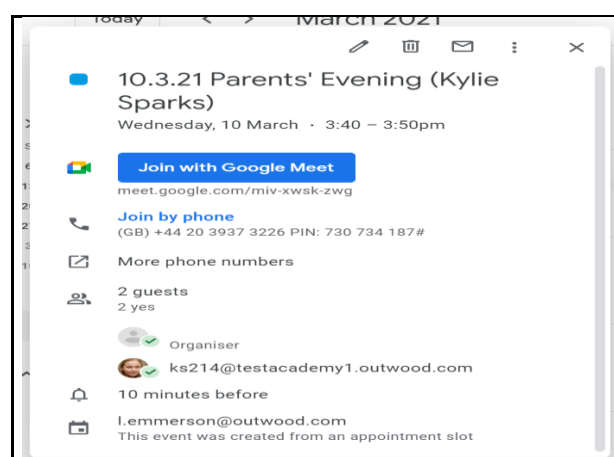 Today
March 2021
10.3.21 Parents' Evening (Kylie
Sparks)
Wednesday, 10 March · 3:40 – 3:50pm
Join with Google Meet
meet.google.com/miv-xwsk-zwg
Join by phone
(GB) +44 20 3937 3226 PIN: 730 734 187#
More phone numbers
2 guests
2 yes
Organiser
ks214@testacademy1.outwood.com
10 minutes before
l.emmerson@outwood.com
This event was created from an appointment slot